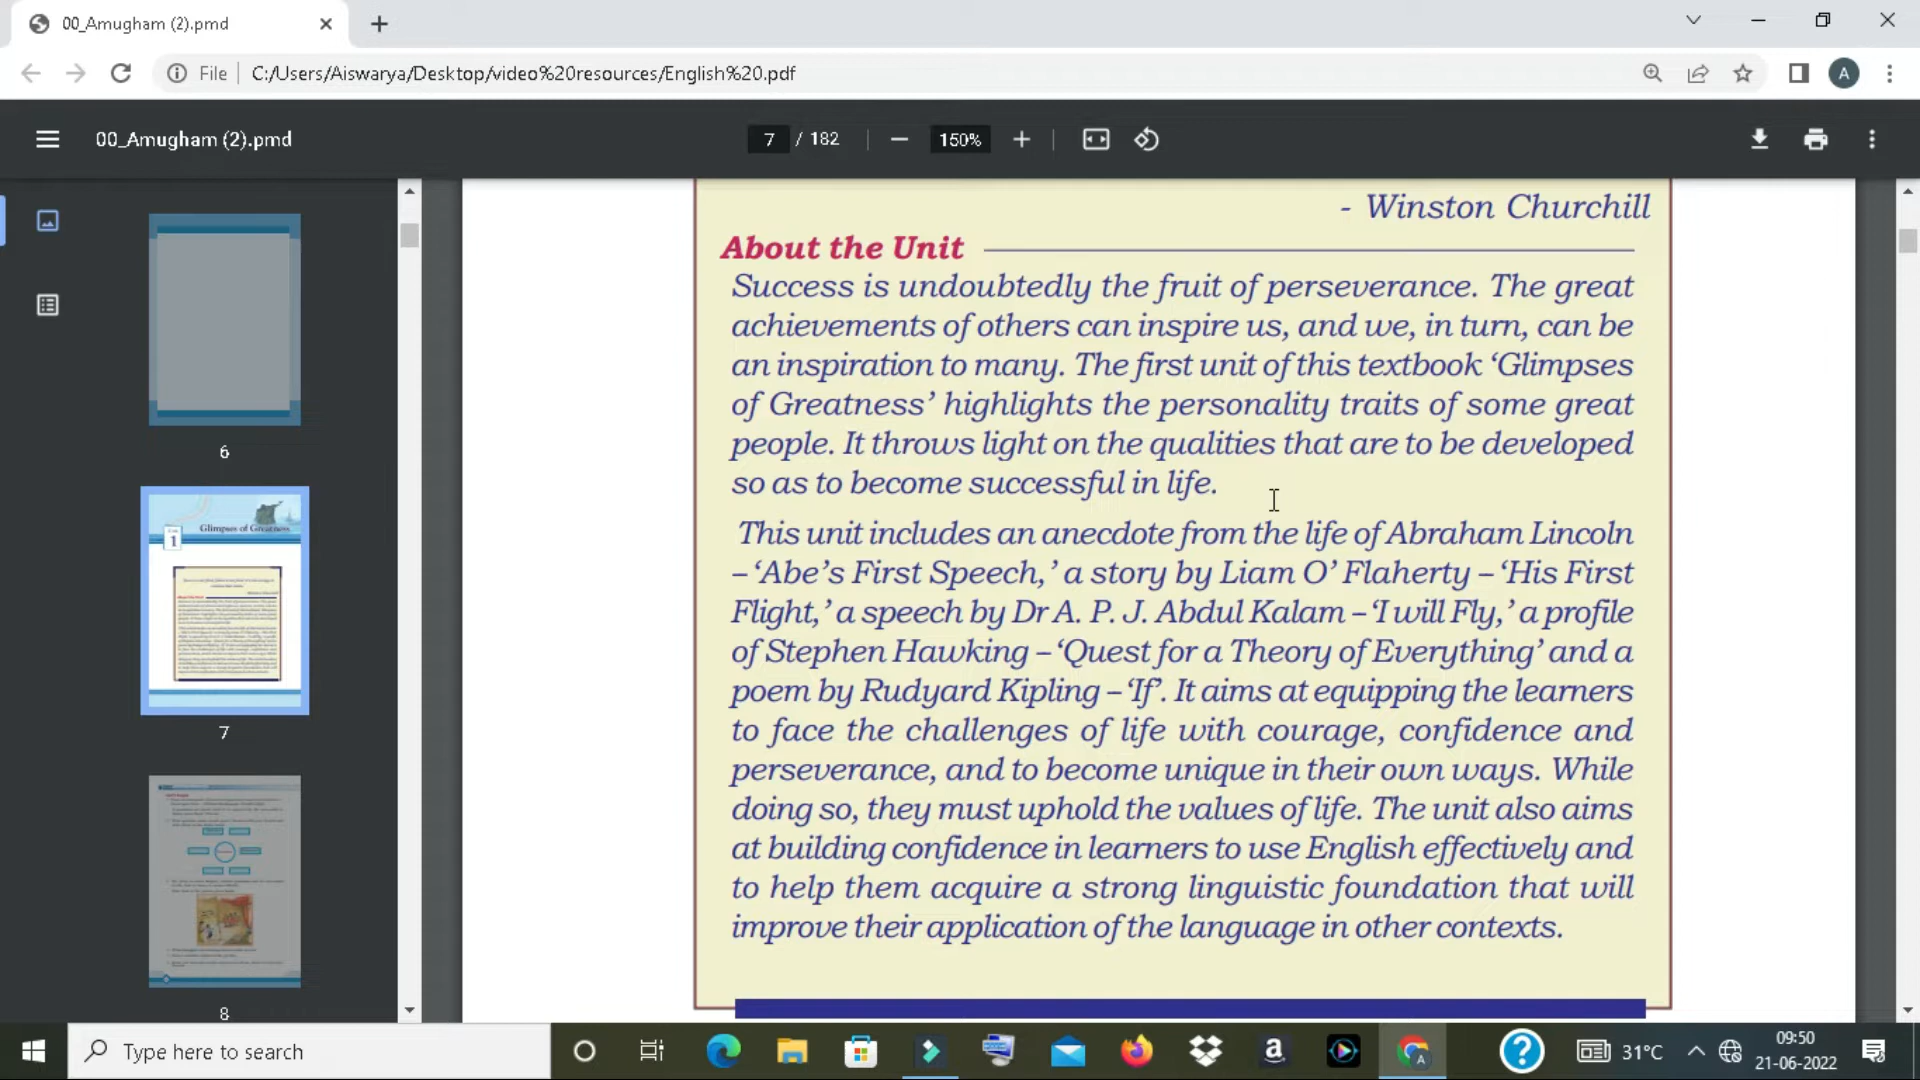 00_Amugham (2).pmd
File
C:/Users/Aiswarya/Desktop/video%20resources/English%20.pdf
A
00_Amugham (2).pmd
7 / 182
150%
6
Glimpses of Greatness
1
7
8
- Winston Churchill
About the Unit
Success is undoubtedly the fruit of perseverance. The great
achievements of others can inspire us, and we, in turn, can be
an inspiration to many. The first unit of this textbook ‘Glimpses
of Greatness’ highlights the personality traits of some great
people. It throws light on the qualities that are to be developed
so as to become successful in life.
This unit includes an anecdote from the life of Abraham Lincoln
– ‘Abe’s First Speech,’ a story by Liam O’ Flaherty – ‘His First
Flight,’ a speech by Dr A. P. J. Abdul Kalam – ‘I will Fly,’ a profile
of Stephen Hawking – ‘Quest for a Theory of Everything’ and a
poem by Rudyard Kipling – ‘If’. It aims at equipping the learners
to face the challenges of life with courage, confidence and
perseverance, and to become unique in their own ways. While
doing so, they must uphold the values of life. The unit also aims
at building confidence in learners to use English effectively and
to help them acquire a strong linguistic foundation that will
improve their application of the language in other contexts.
Type here to search
31°C
09:50
21-06-2022